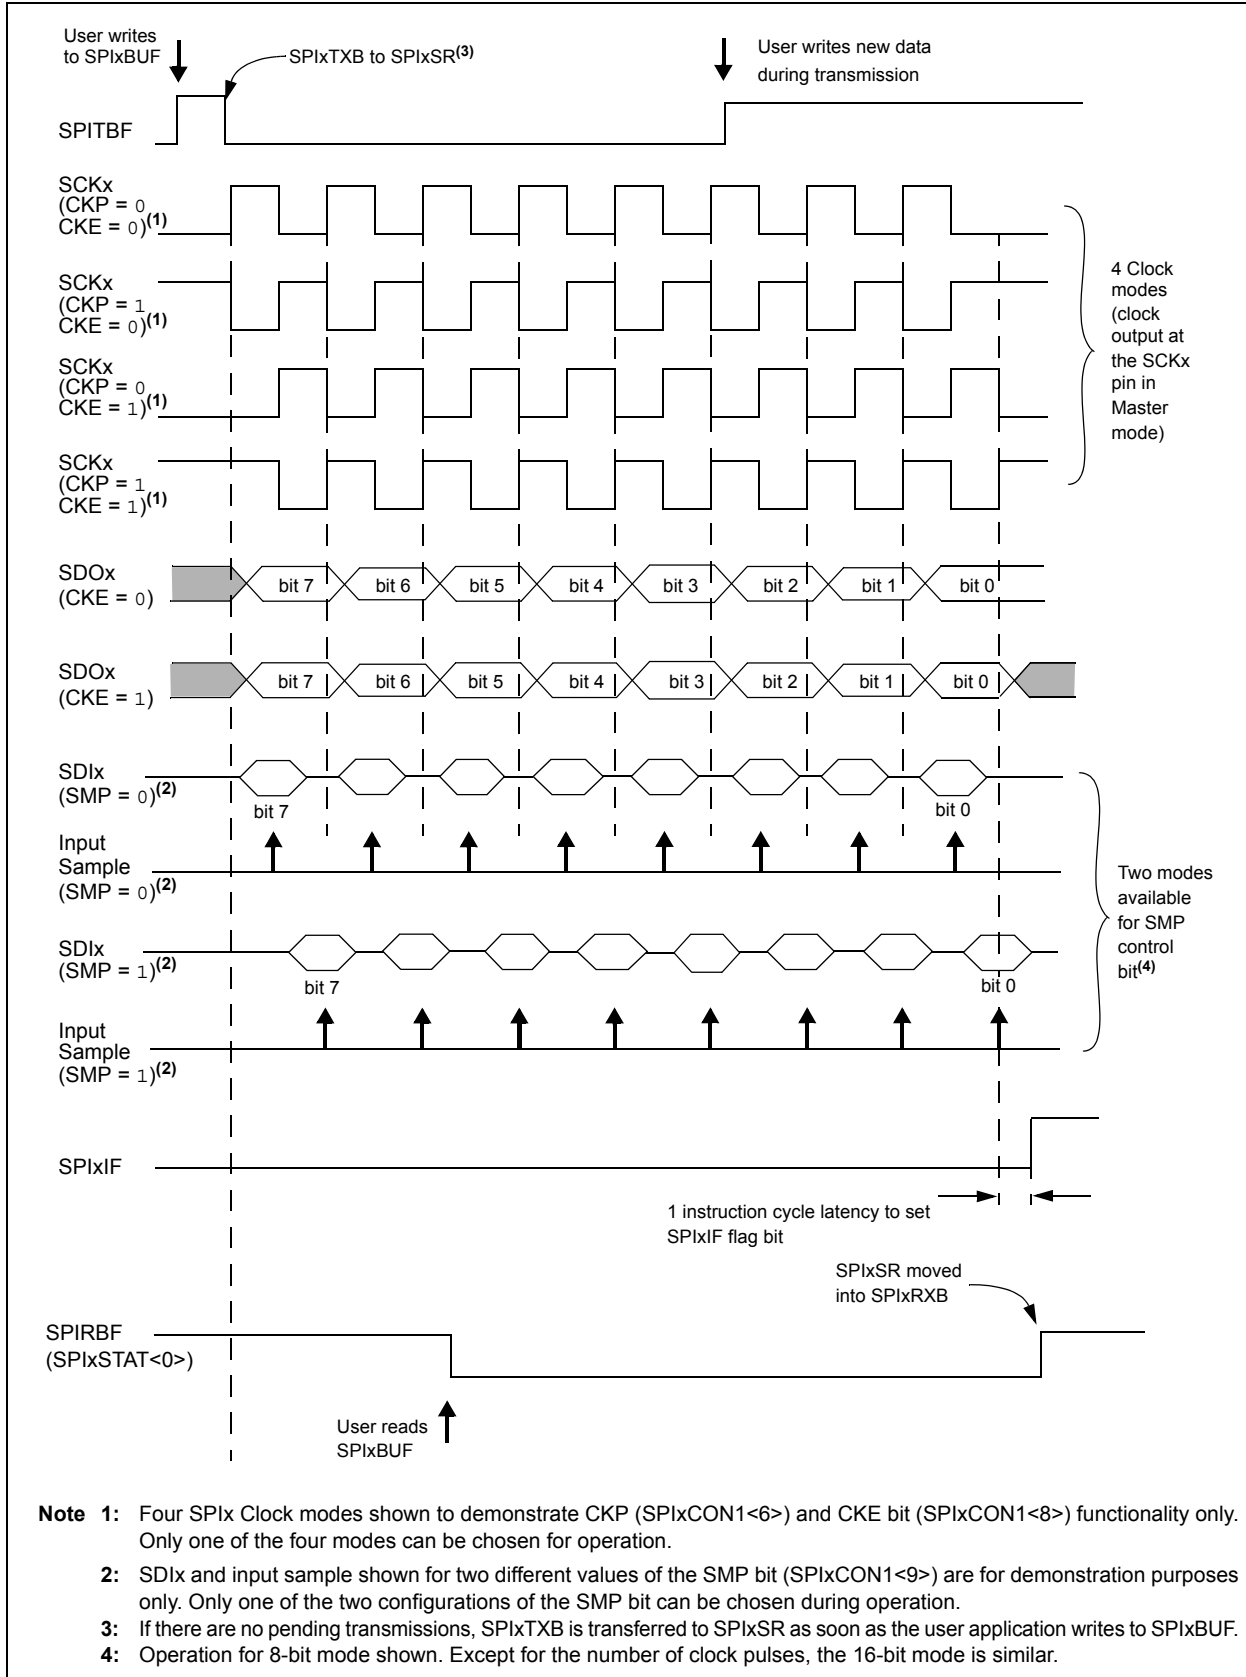 User writes
to SPIxBUF
SPIxTXB to SPIxSR(3)
User writes new data
during transmission
SPITBF
SCKx
(CKP = 0
CKE = 0)(1)
SCKx
(CKP = 1
CKE = 0)(1)
SCKx
(CKP = 0
CKE = 1)(1)
SCKx
(CKP = 1
CKE = 1)(1)
4 Clock
modes
(clock
output at
the SCKx
pin in
Master
mode)
SDOx
(CKE = 0)
bit 7 bit 6 bit 5 bit 4 bit 3 bit 2 bit 1 bit 0
SDOx
(CKE = 1)
bit 7 bit 6 bit 5 bit 4 bit 3 bit 2 bit 1 bit 0
SDIx
(SMP = 0)(2)
bit 7 bit 0
Input
Sample
(SMP = 0)(2)
SDIx
(SMP = 1)(2)
bit 7 bit 0
Input
Sample
(SMP = 1)(2)
Two modes
available
for SMP
control
bit(4)
SPIxIF
1 instruction cycle latency to set
SPIxIF flag bit
SPIxSR moved
into SPIxRXB
SPIRBF
(SPIxSTAT<0>)
User reads
SPIxBUF
Note 1: Four SPIx Clock modes shown to demonstrate CKP (SPIxCON1<6>) and CKE bit (SPIxCON1<8>) functionality only.
Only one of the four modes can be chosen for operation.
2: SDIx and input sample shown for two different values of the SMP bit (SPIxCON1<9>) are for demonstration purposes
only. Only one of the two configurations of the SMP bit can be chosen during operation.
3: If there are no pending transmissions, SPIxTXB is transferred to SPIxSR as soon as the user application writes to SPIxBUF.
4: Operation for 8-bit mode shown. Except for the number of clock pulses, the 16-bit mode is similar.